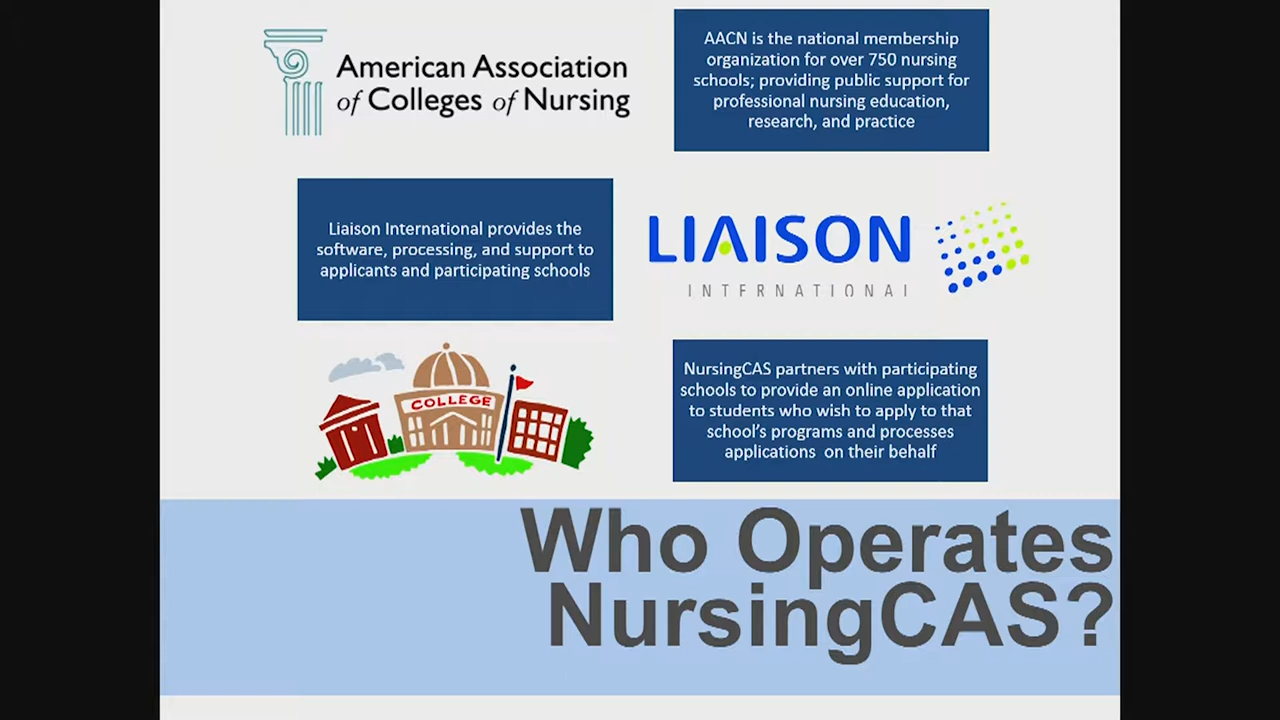 American Association
of Colleges of Nursing
AACN is the national membership
organization for over 750 nursing
schools; providing public support for
professional nursing education,
research, and practice
Liaison International provides the
software, processing, and support to
applicants and participating schools
LIAISON
INTERNATIONAL
COLLEGE
NursingCAS partners with participating
schools to provide an online application
to students who wish to apply to that
school's programs and processes
applications on their behalf
Who Operates
NursingCAS?